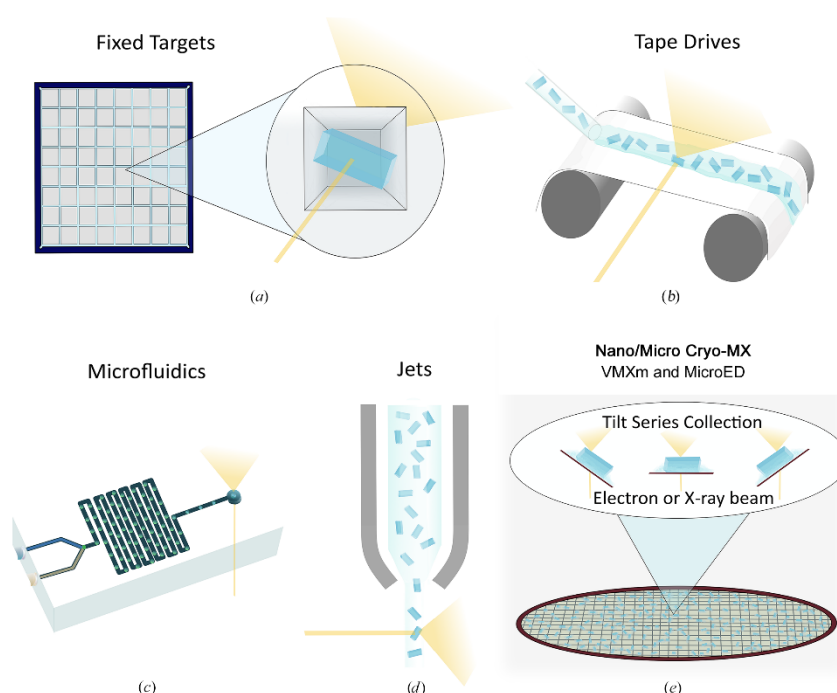 Fixed Targets
Tape Drives
(a)
(b)
Microfluidics
Jets
Nano/Micro Cryo-MX
VMXm and MicroED
Tilt Series Collection
Electron or X-ray beam
(c)
(d)
(e)